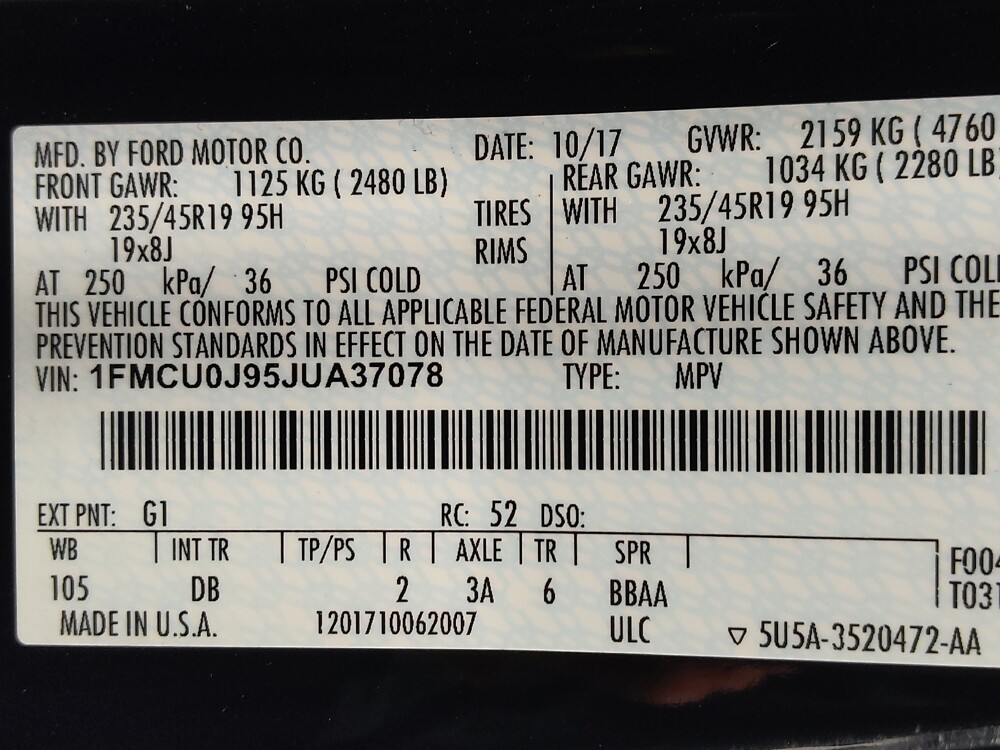 MFD. BY FORD MOTOR CO. DATE: 10/17 GVWR: 2159 KG ( 4760
FRONT GAWR: 1125 KG ( 2480 LB) REAR GAWR: 1034 KG ( 2280 LB
WITH 235/45R19 95H TIRES WITH 235/45R19 95H
19x8J RIMS 19x8J
AT 250 kPa/ 36 PSI COLD AT 250 kPa/ 36 PSI COL
THIS VEHICLE CONFORMS TO ALL APPLICABLE FEDERAL MOTOR VEHICLE SAFETY AND THE
PREVENTION STANDARDS IN EFFECT ON THE DATE OF MANUFACTURE SHOWN ABOVE.
VIN: 1FMCU0J95JUA37078 TYPE: MPV
EXT PNT: G1 RC: 52 DSO:
WB INT TR TP/PS R AXLE TR SPR F004
105 DB 2 3A 6 BBAA T031
MADE IN U.S.A. 1201710062007 ULC ▽ 5U5A-3520472-AA